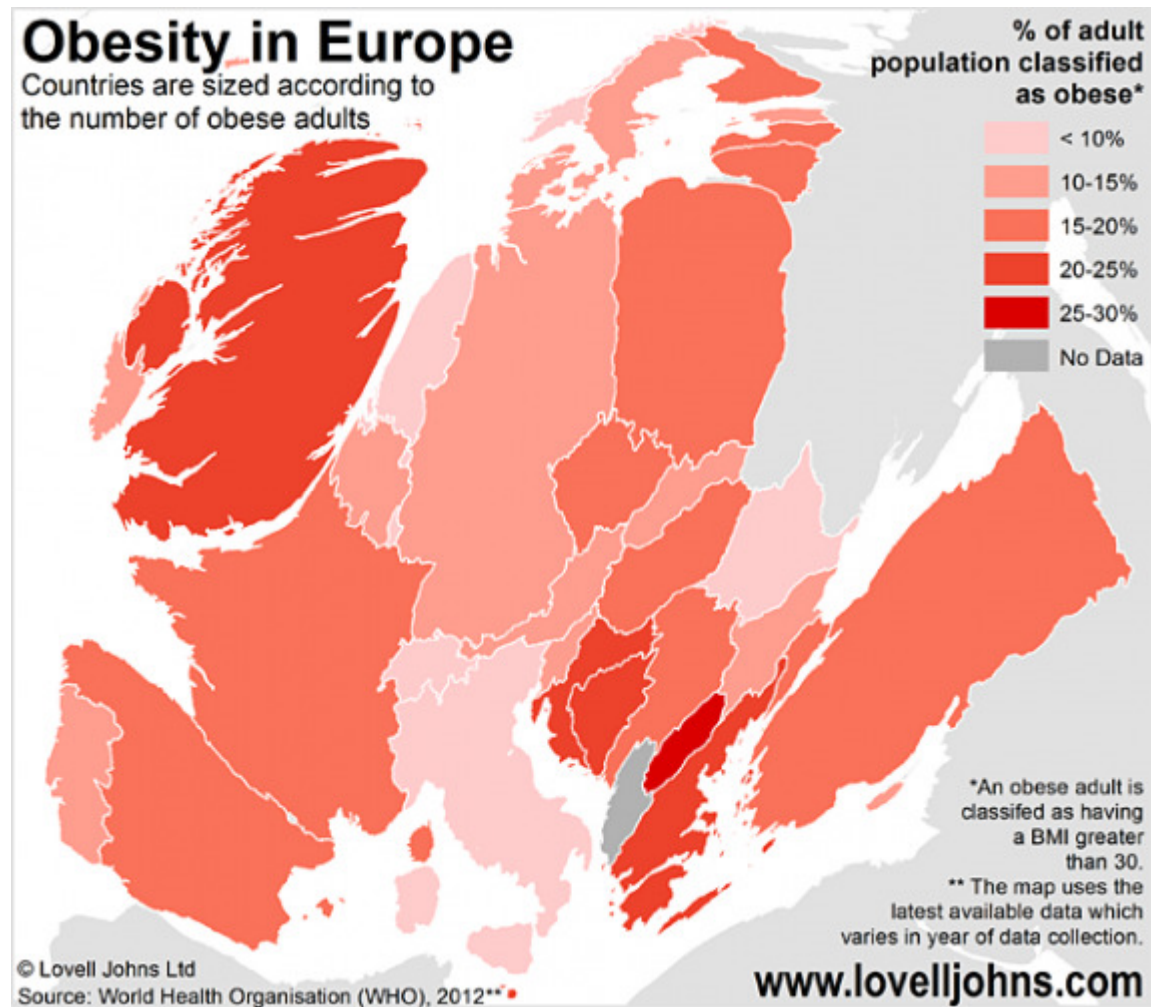 Obesity in Europe
Countries are sized according to
the number of obese adults
% of adult
population classified
as obese*
< 10%
10-15%
15-20%
20-25%
25-30%
No Data
*An obese adult is
classifed as having
a BMI greater
than 30.
** The map uses the
latest available data which
varies in year of data collection.
© Lovell Johns Ltd
Source: World Health Organisation (WHO), 2012**
www.lovelljohns.com